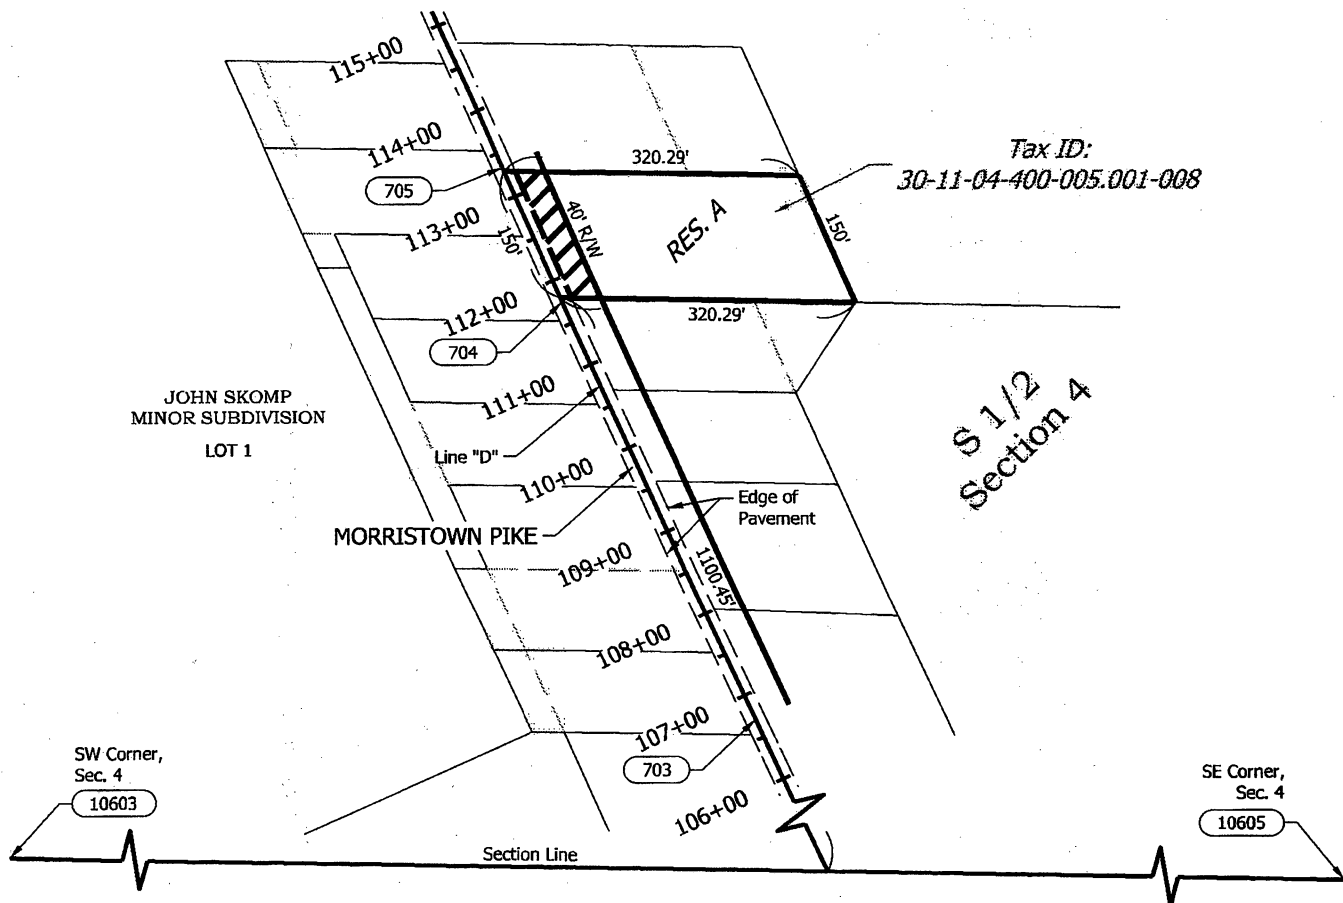 115+00
114+00
705
113+00
150'
112+00
704
111+00
Line "D"
110+00
MORRISTOWN PIKE
109+00
108+00
107+00
703
106+00
320.29'
40' R/W
RES. A
150'
320.29'
Tax ID:
30-11-04-400-005.001-008
JOHN SKOMP
MINOR SUBDIVISION
LOT 1
S 1/2
Section 4
Edge of
Pavement
1100.45'
SW Corner,
Sec. 4
10603
Section Line
SE Corner,
Sec. 4
10605